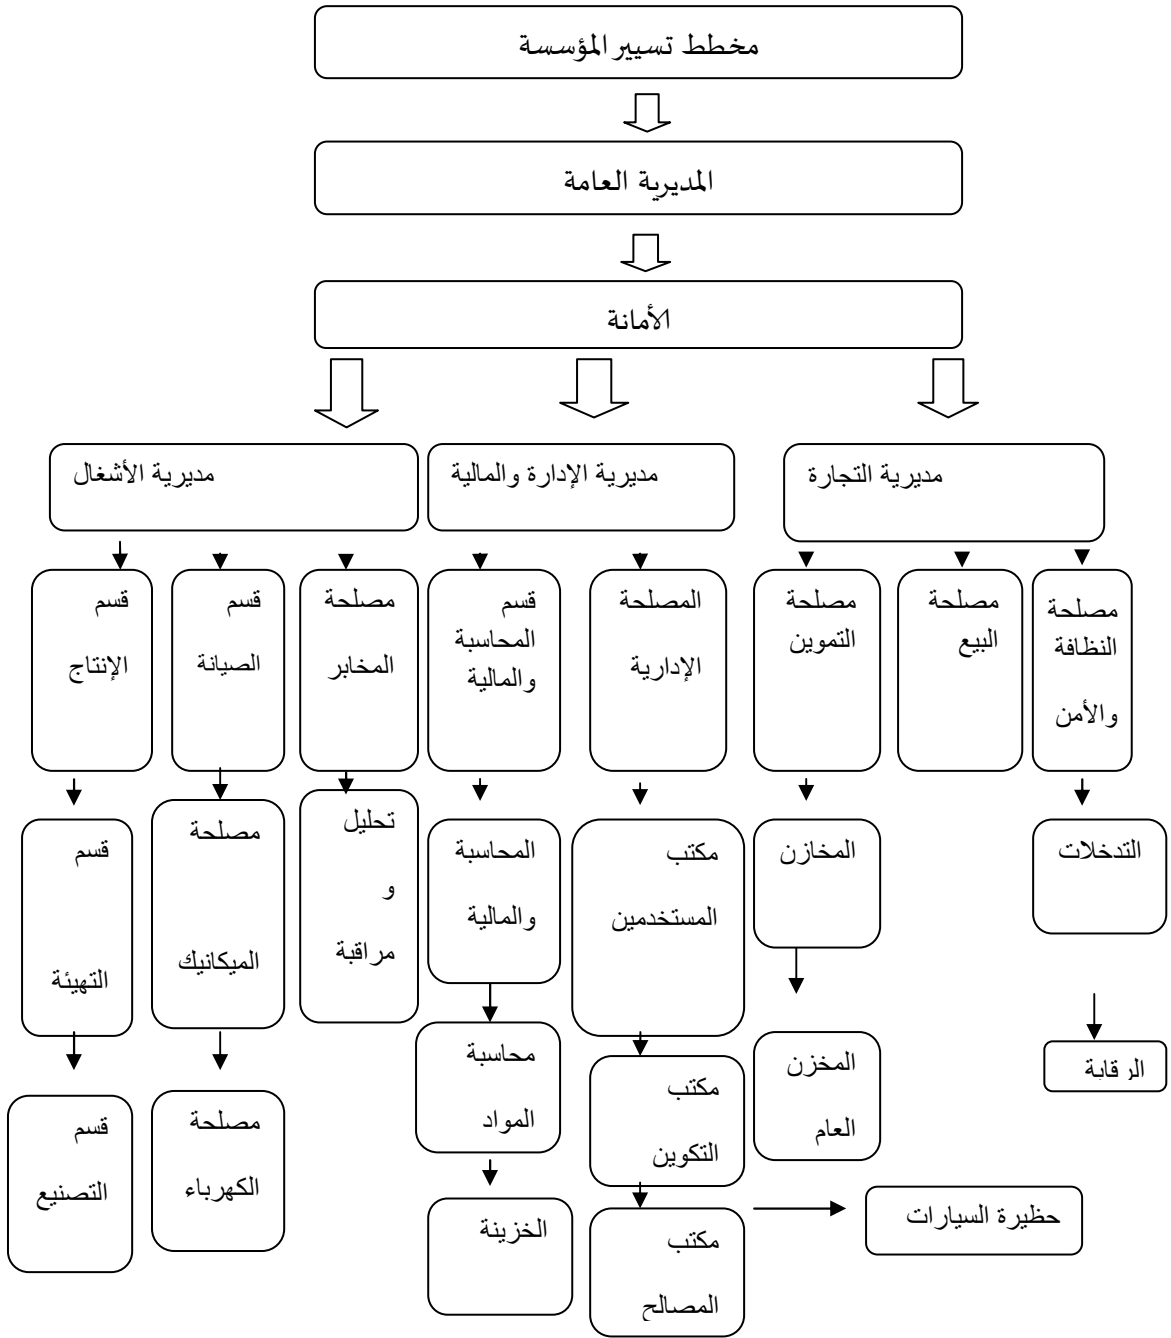 مخطط تسيير المؤسسة
المديرية العامة
الأمانة
مديرية التجارة
مديرية الإدارة والمالية
مديرية الأشغال
مصلحة
النظافة
والأمن
مصلحة
البيع
مصلحة
التموين
المصلحة
الإدارية
قسم
المحاسبة
والمالية
مصلحة
المخابر
قسم
الصيانة
قسم
الإنتاج
التدخلات
المخازن
مكتب
المستخدمين
المحاسبة
والمالية
تحليل
و
مراقبة
مصلحة
الميكانيك
قسم
التهيئة
الرقابة
المخزن
العام
مكتب
التكوين
محاسبة
المواد
مصلحة
الكهرباء
قسم
التصنيع
حظيرة السيارات
مكتب
المصالح
الخزينة